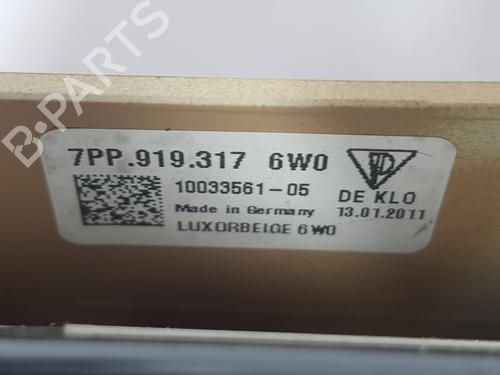 7PP.919.317 6W0
10033561-05
DE KLO
Made in Germany
13.01.2011
LUXORBEIGE 6W0
B-PARTS